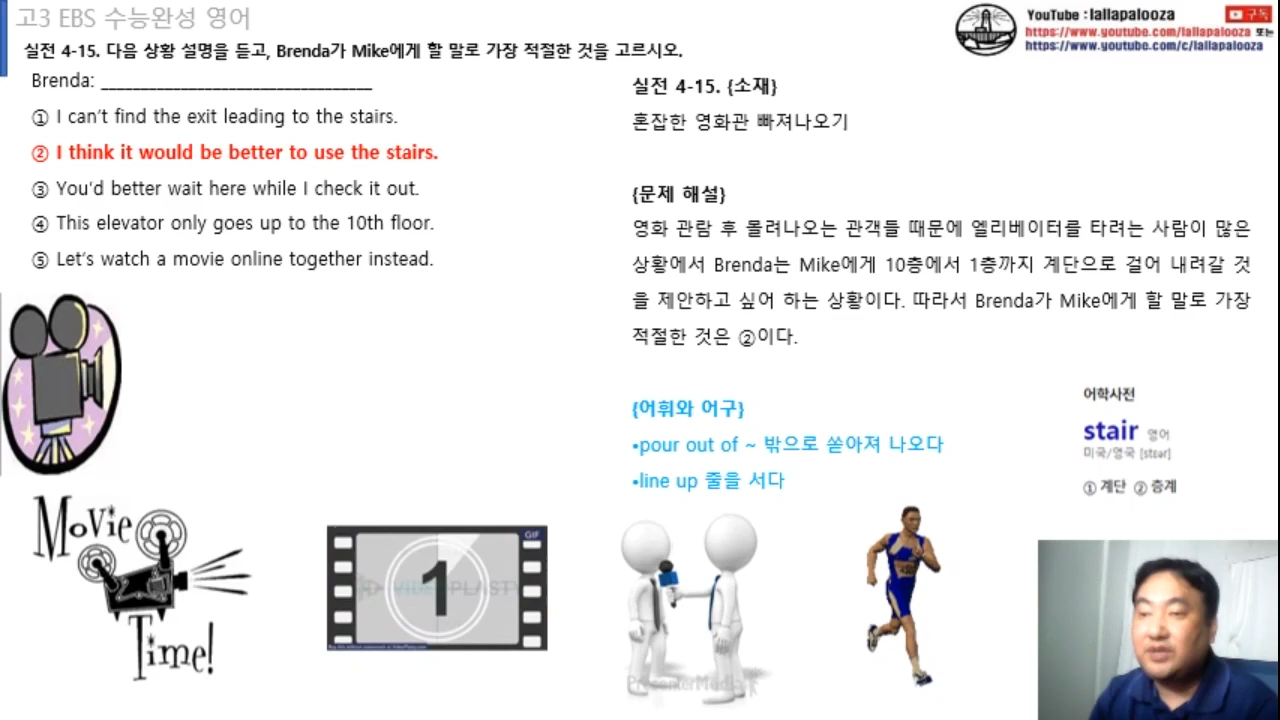 고3 EBS 수능완성 영어
YouTube : lallapalooza
구독
https://www.youtube.com/lallapalooza 또는
https://www.youtube.com/c/lallapalooza
실전 4-15. 다음 상황 설명을 듣고, Brenda가 Mike에게 할 말로 가장 적절한 것을 고르시오.
Brenda: ________________________________
① I can't find the exit leading to the stairs.
② I think it would be better to use the stairs.
③ You'd better wait here while I check it out.
④ This elevator only goes up to the 10th floor.
⑤ Let's watch a movie online together instead.
실전 4-15. {소재}
혼잡한 영화관 빠져나오기
{문제 해설}
영화 관람 후 몰려나오는 관객들 때문에 엘리베이터를 타려는 사람이 많은
상황에서 Brenda는 Mike에게 10층에서 1층까지 계단으로 걸어 내려갈 것
을 제안하고 싶어 하는 상황이다. 따라서 Brenda가 Mike에게 할 말로 가장
적절한 것은 ②이다.
{어휘와 어구}
•pour out of ~ 밖으로 쏟아져 나오다
•line up 줄을 서다
어학사전
stair 영어
미국/영국 [steər]
① 계단 ② 층계
Movie
Time!
GIF
1
PresenterMedia